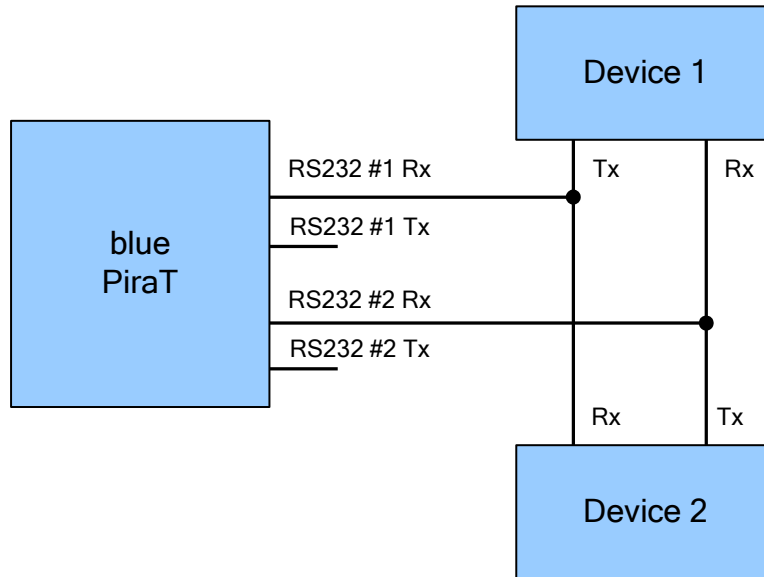 Device 1
RS232 #1 Rx
Tx
Rx
RS232 #1 Tx
blue
PiraT
RS232 #2 Rx
RS232 #2 Tx
Rx
Tx
Device 2